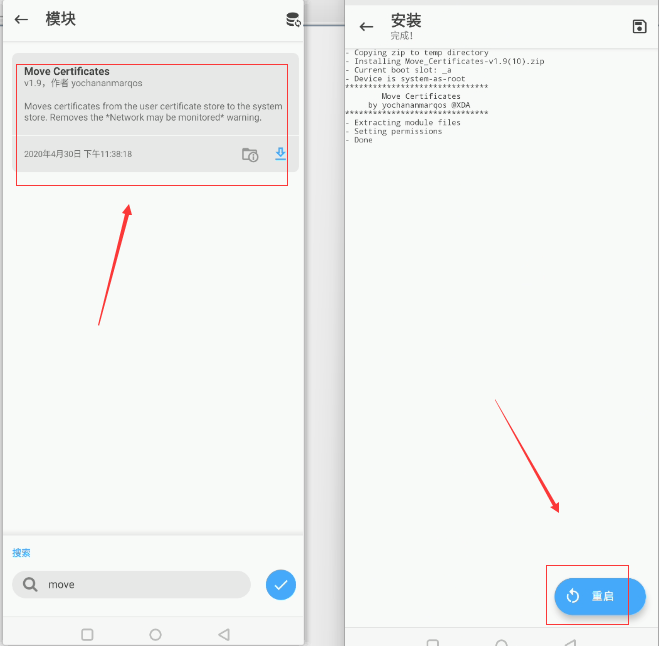 模块
Move Certificates
v1.9，作者 yochananmarqos
Moves certificates from the user certificate store to the system
store. Removes the *Network may be monitored* warning.
2020年4月30日 下午11:38:18
搜索
move
安装
完成！
- Copying zip to temp directory
- Installing Move_Certificates-v1.9(10).zip
- Current boot slot: _a
- Device is system-as-root
*******************************
Move Certificates
by yochananmarqos @XDA
*******************************
- Extracting module files
- Setting permissions
- Done
重启